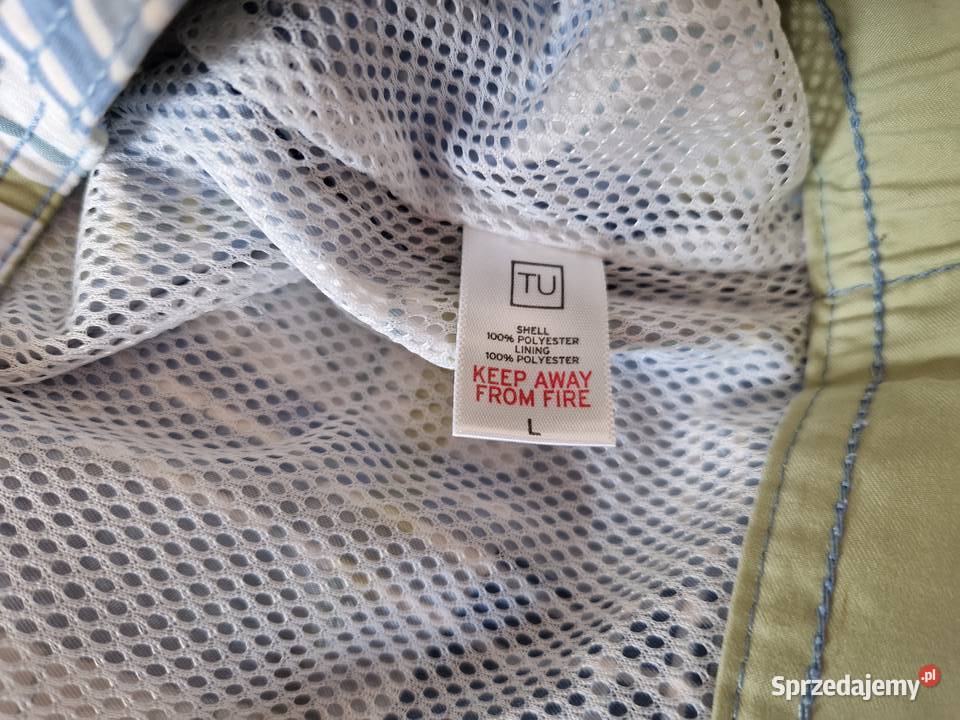 TU
SHELL
100% POLYESTER
LINING
100% POLYESTER
KEEP AWAY
FROM FIRE
L
Sprzedajemy.pl